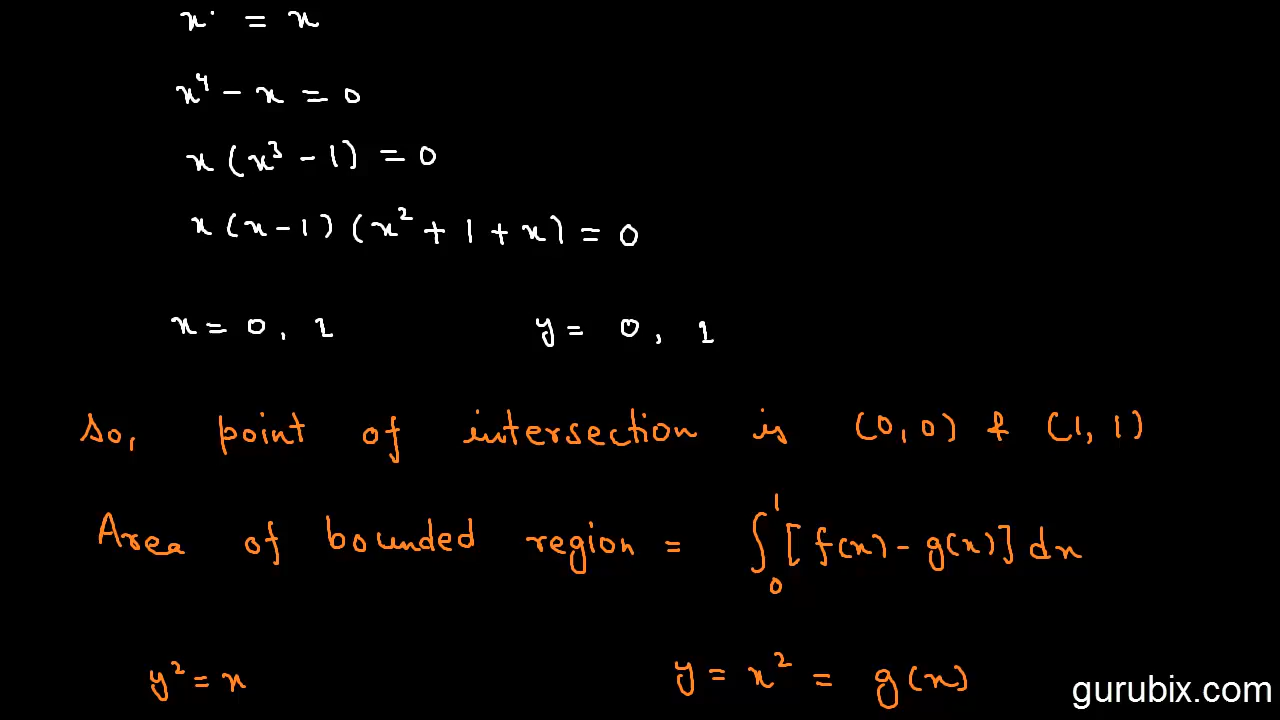 x = x
x⁴ - x = 0
x (x³ - 1) = 0
x (x - 1) (x² + 1 + x) = 0
x = 0, 1 y = 0, 1
So, point of intersection is (0, 0) & (1, 1)
Area of bounded region = ∫₀¹ [f(x) - g(x)] dx
y² = x y = x² = g(x)
gurubix.com